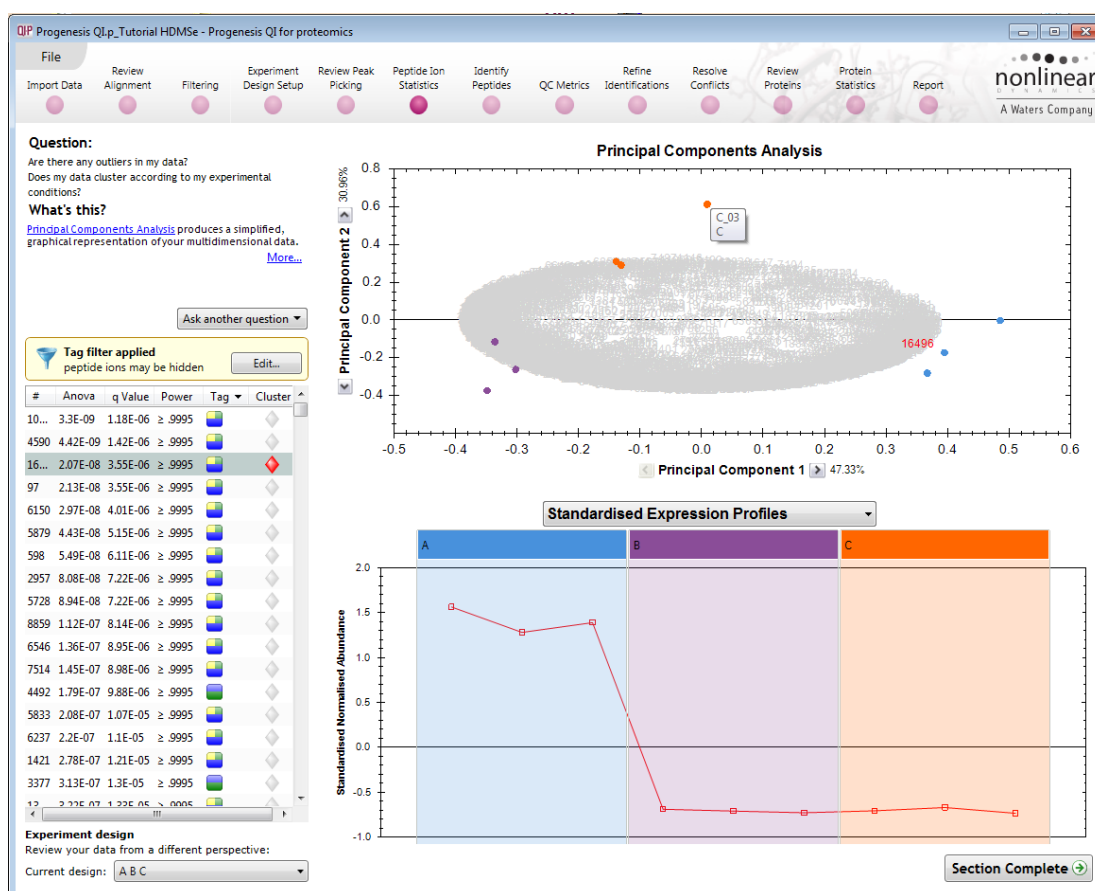 Progenesis QI.p_Tutorial HDMSe - Progenesis QI for proteomics
File
Import Data
Review Alignment
Filtering
Experiment Design Setup
Review Peak Picking
Peptide Ion Statistics
Identify Peptides
QC Metrics
Refine Identifications
Resolve Conflicts
Review Proteins
Protein Statistics
Report
nonlinear
DYNAMICS
A Waters Company
Question:
Are there any outliers in my data?
Does my data cluster according to my experimental
conditions?
What's this?
Principal Components Analysis produces a simplified,
graphical representation of your multidimensional data.
More...
Ask another question
Tag filter applied
peptide ions may be hidden
Edit...
# Anova q Value Power Tag Cluster
10... 3.3E-09 1.18E-06 ≥ .9995
4590 4.42E-09 1.42E-06 ≥ .9995
16... 2.07E-08 3.55E-06 ≥ .9995
97 2.13E-08 3.55E-06 ≥ .9995
6150 2.97E-08 4.01E-06 ≥ .9995
5879 4.43E-08 5.15E-06 ≥ .9995
598 5.49E-08 6.11E-06 ≥ .9995
2957 8.08E-08 7.22E-06 ≥ .9995
5728 8.94E-08 7.22E-06 ≥ .9995
8859 1.12E-07 8.14E-06 ≥ .9995
6546 1.36E-07 8.95E-06 ≥ .9995
7514 1.45E-07 8.98E-06 ≥ .9995
4492 1.79E-07 9.88E-06 ≥ .9995
5833 2.08E-07 1.07E-05 ≥ .9995
6237 2.2E-07 1.1E-05 ≥ .9995
1421 2.78E-07 1.21E-05 ≥ .9995
3377 3.13E-07 1.3E-05 ≥ .9995
Experiment design
Review your data from a different perspective:
Current design: A B C
Principal Components Analysis
Principal Component 2 30.96%
0.8
0.6
0.4
0.2
0.0
-0.2
-0.4
C_03
C
16496
-0.5 -0.4 -0.3 -0.2 -0.1 0.0 0.1 0.2 0.3 0.4 0.5 0.6
Principal Component 1 47.33%
Standardised Expression Profiles
A B C
Standardised Normalised Abundance
2.0
1.5
1.0
0.5
0.0
-0.5
-1.0
Section Complete